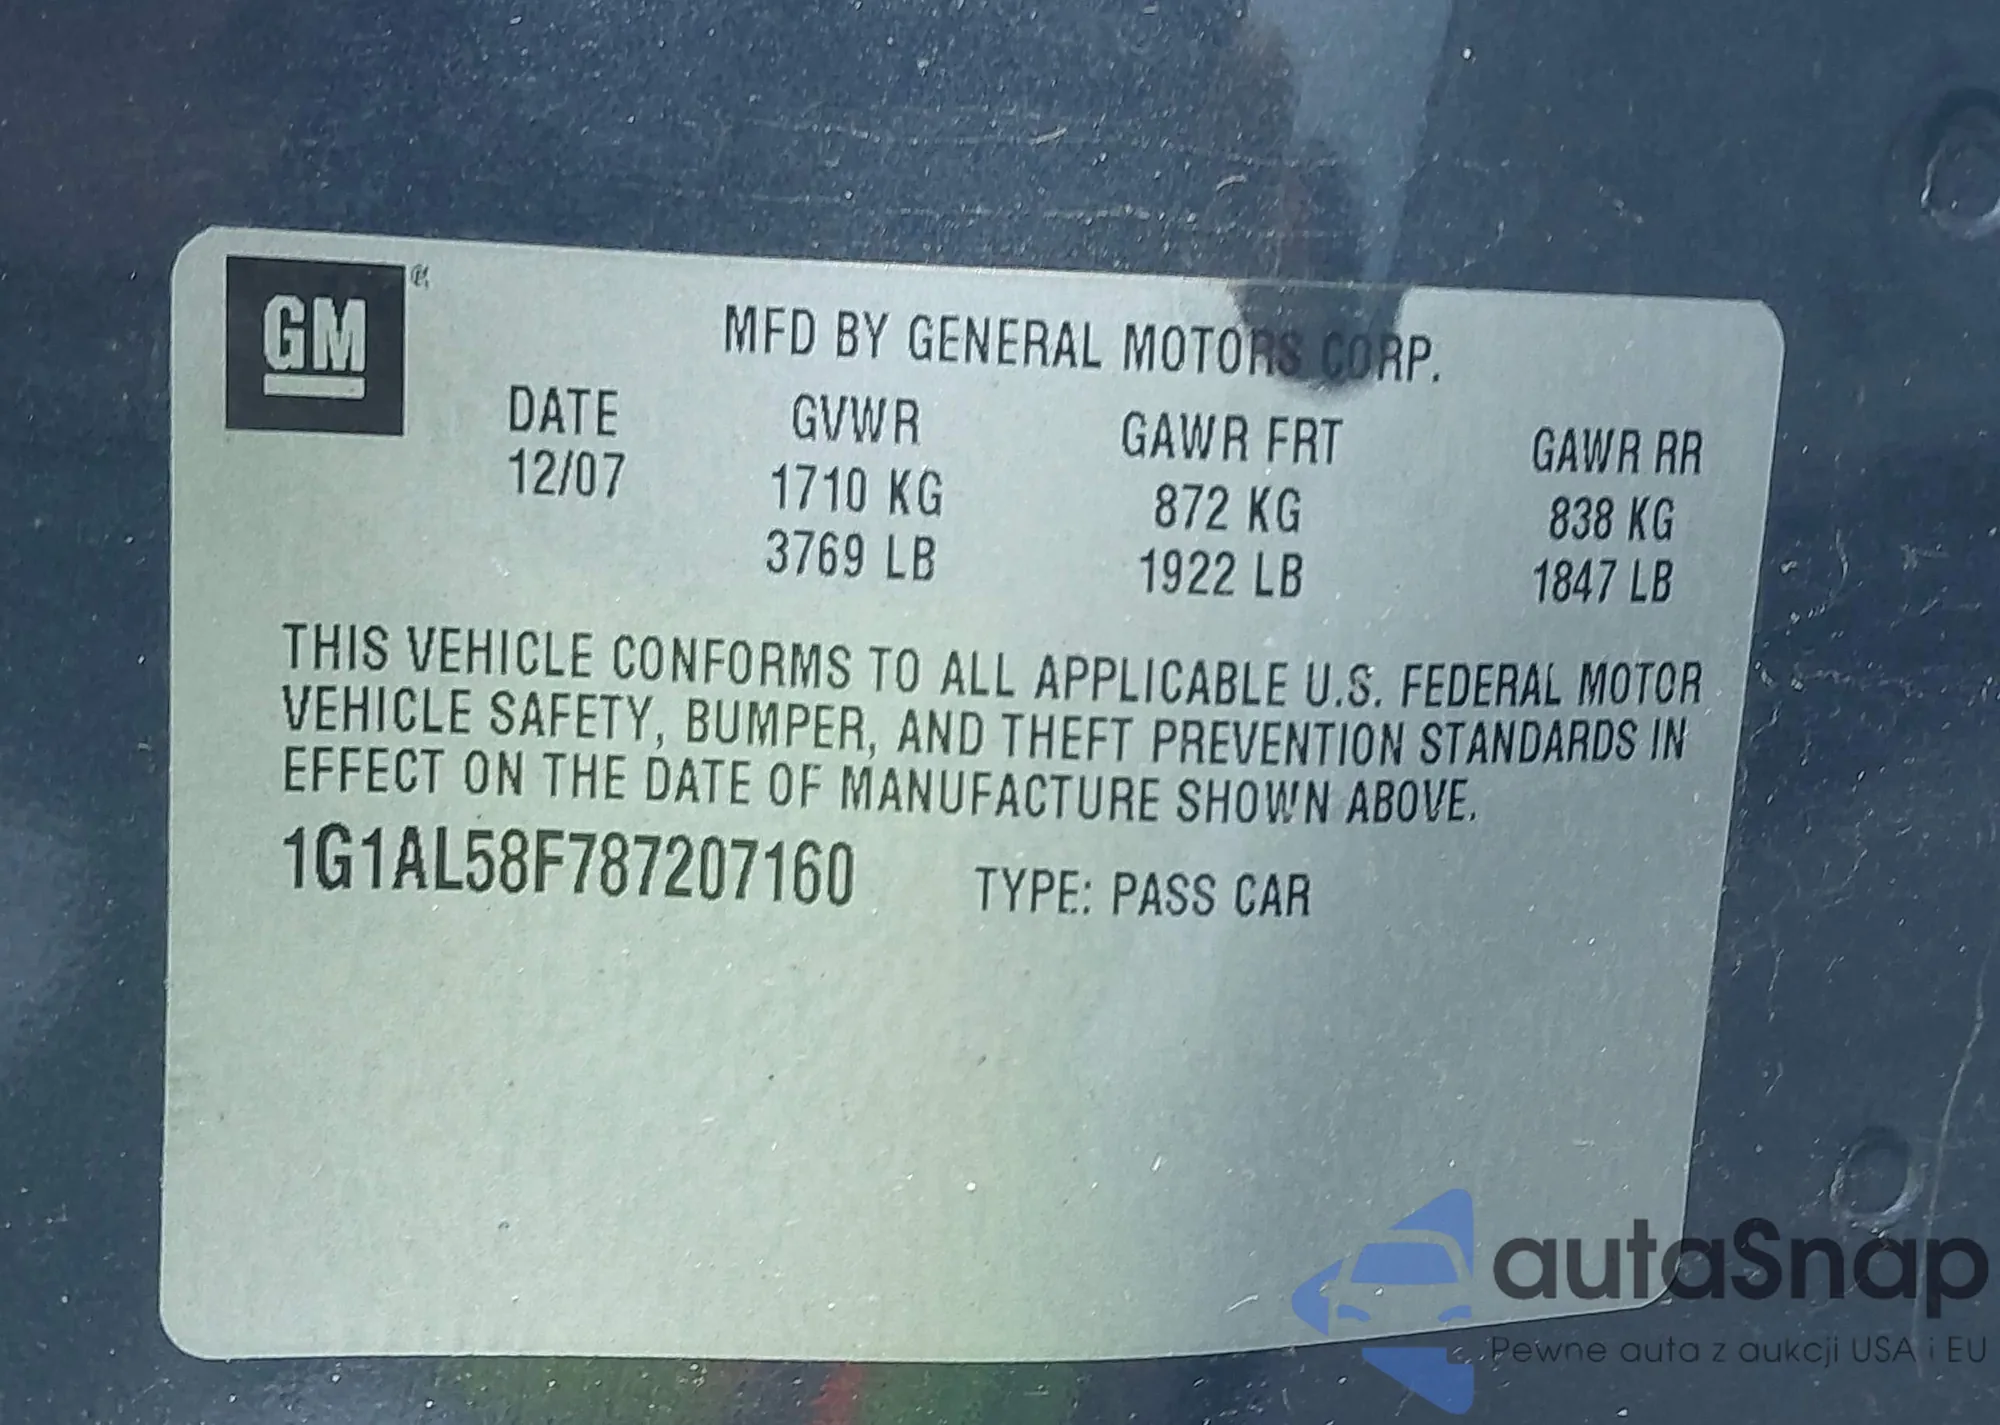 GM
MFD BY GENERAL MOTORS CORP.
DATE GVWR GAWR FRT GAWR RR
12/07 1710 KG 872 KG 838 KG
3769 LB 1922 LB 1847 LB
THIS VEHICLE CONFORMS TO ALL APPLICABLE U.S. FEDERAL MOTOR
VEHICLE SAFETY, BUMPER, AND THEFT PREVENTION STANDARDS IN
EFFECT ON THE DATE OF MANUFACTURE SHOWN ABOVE.
1G1AL58F787207160 TYPE: PASS CAR
autaSnap
Pewne auta z aukcji USA i EU